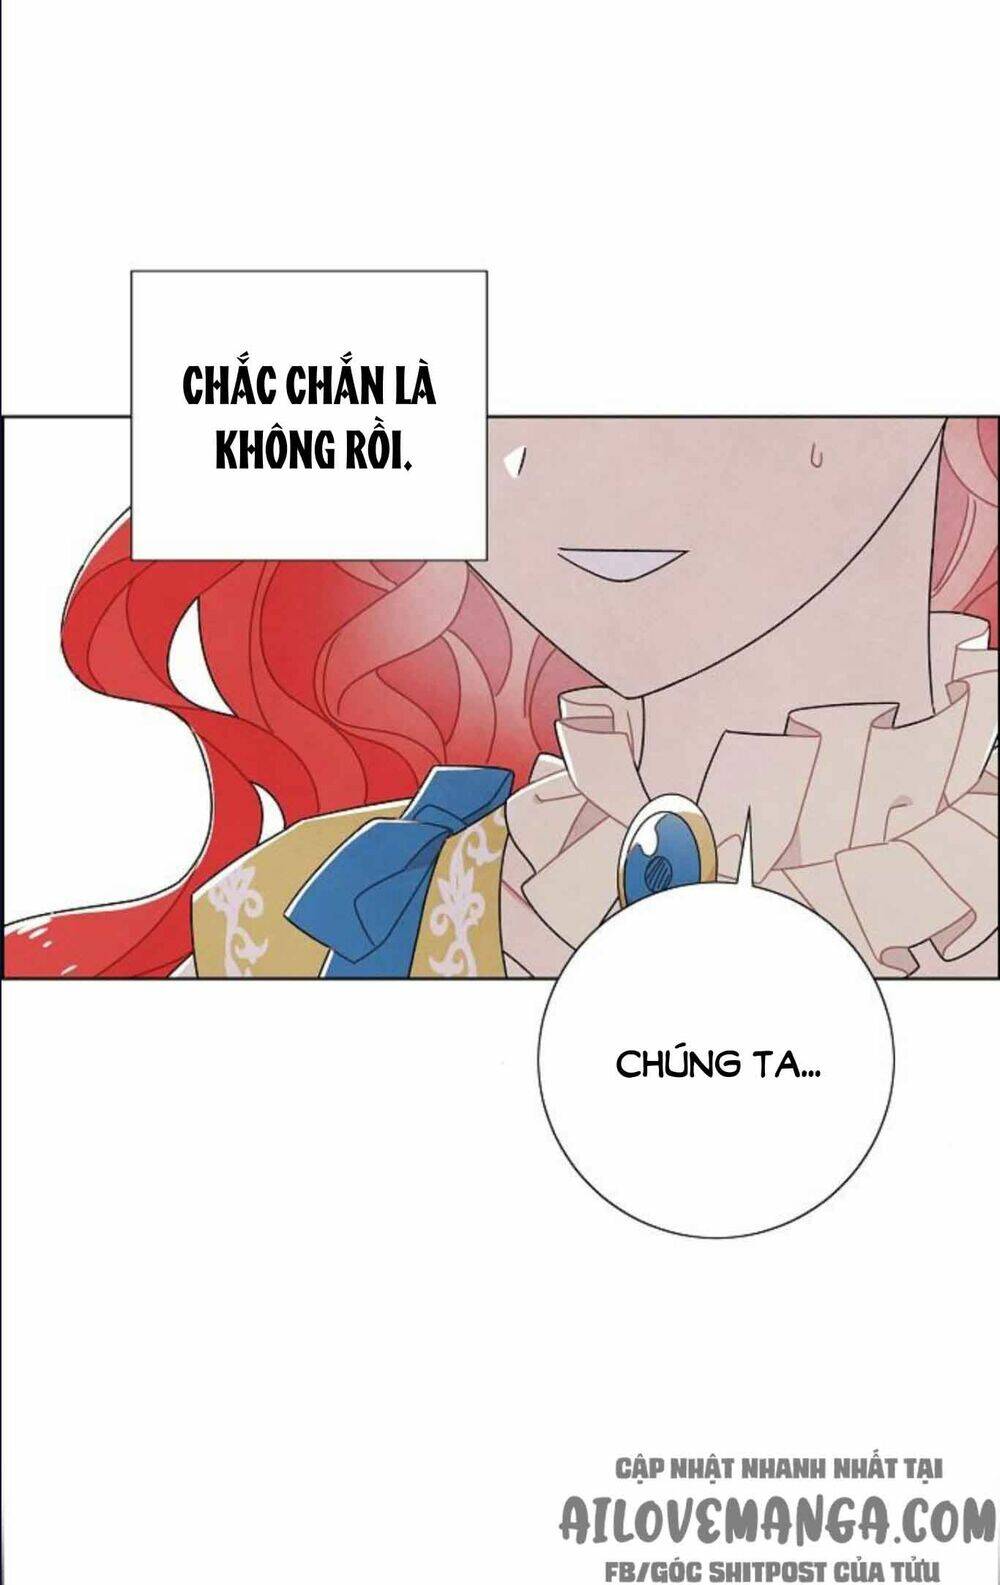 CHẮC CHẮN LÀ
KHÔNG RỒI.
CHÚNG TA...
CẬP NHẬT NHANH NHẤT TẠI
AILOVEMANGA.COM
FB/GÓC SHITPOST CỦA TỬU